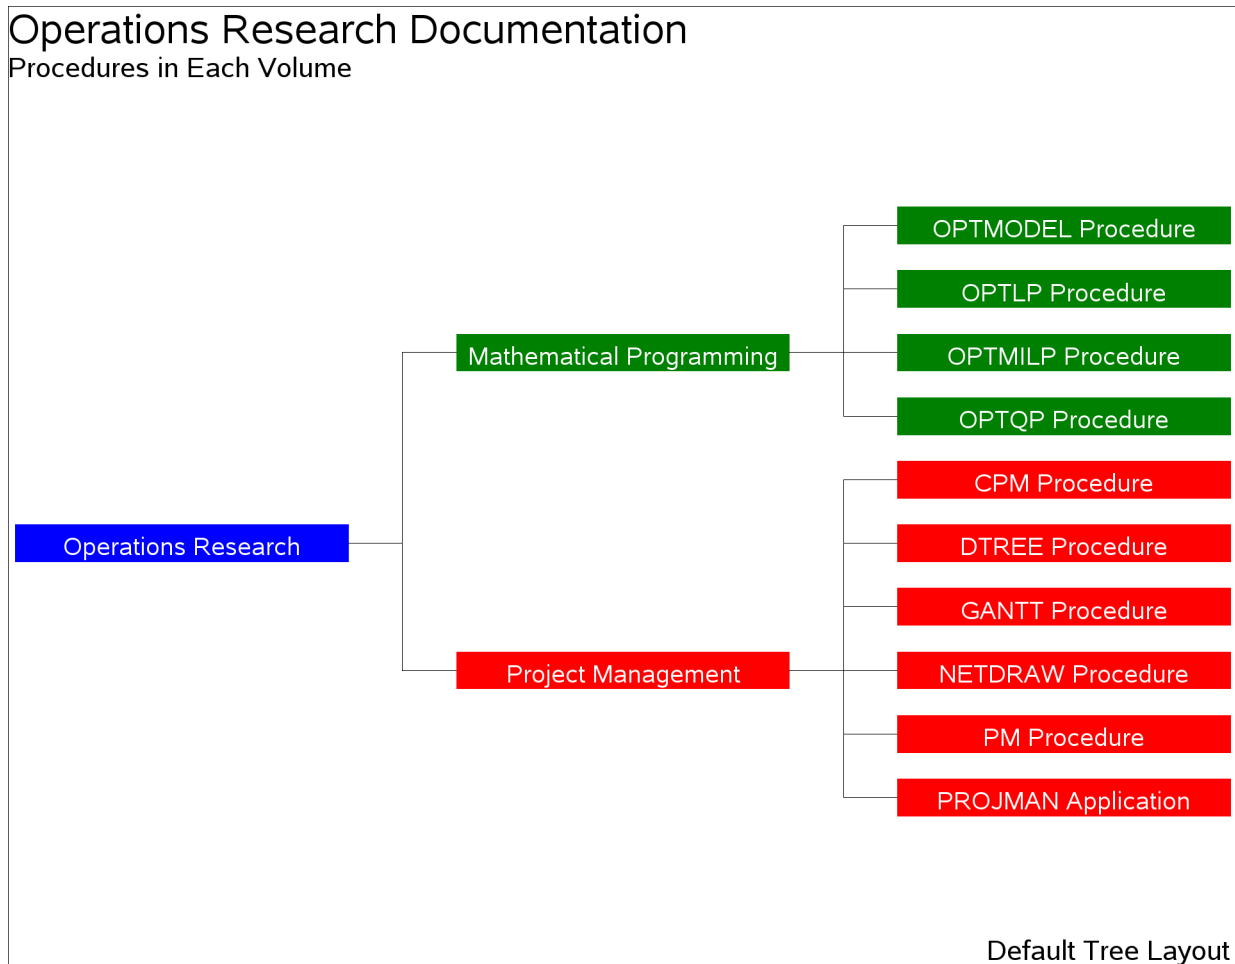 Operations Research Documentation
Procedures in Each Volume
OPTMODEL Procedure
OPTLP Procedure
Mathematical Programming
OPTMILP Procedure
OPTQP Procedure
CPM Procedure
Operations Research
DTREE Procedure
GANTT Procedure
Project Management
NETDRAW Procedure
PM Procedure
PROJMAN Application
Default Tree Layout